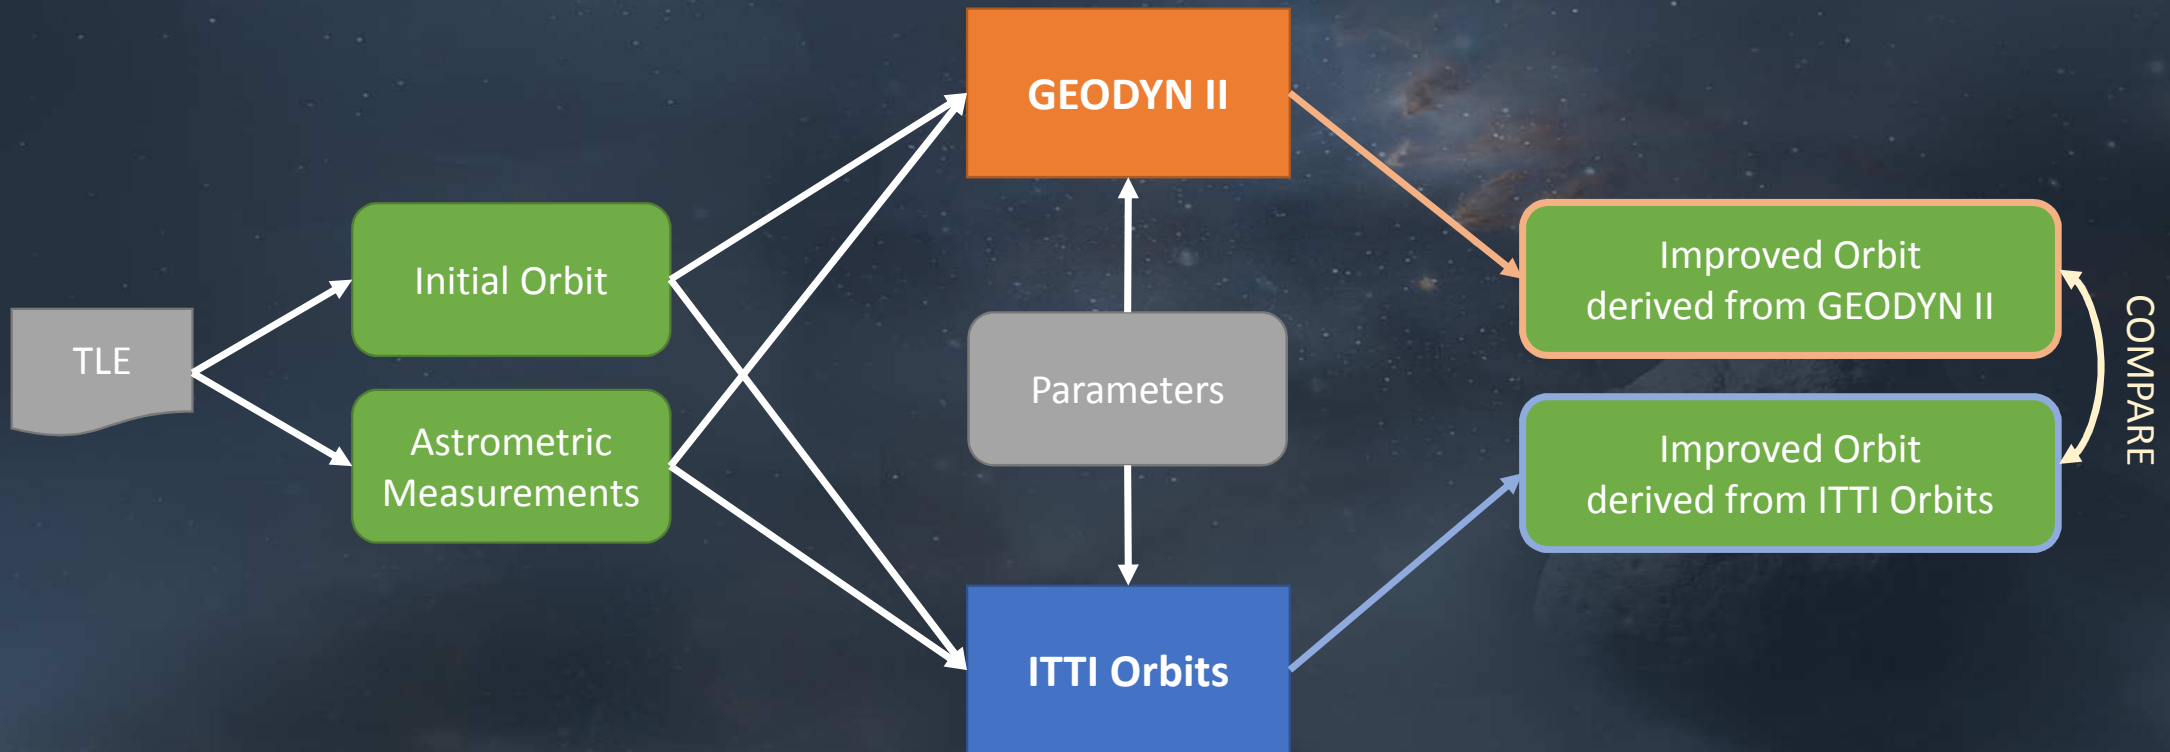 TLE
Initial Orbit
Astrometric
Measurements
GEODYN II
Parameters
ITTI Orbits
Improved Orbit
derived from GEODYN II
Improved Orbit
derived from ITTI Orbits
COMPARE